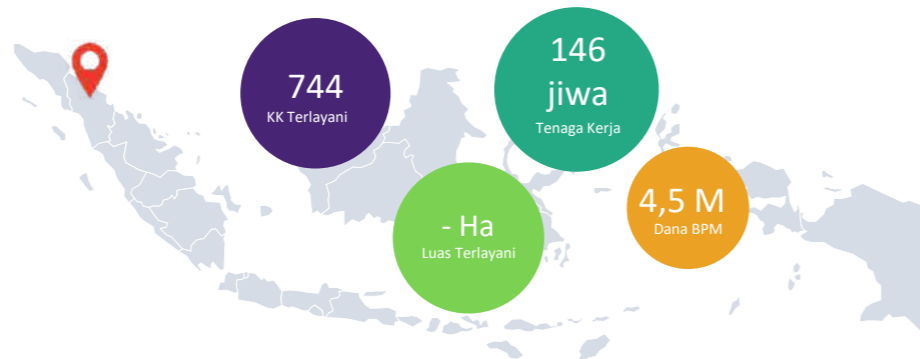 744
KK Terlayani
146
jiwa
Tenaga Kerja
- Ha
Luas Terlayani
4,5 M
Dana BPM